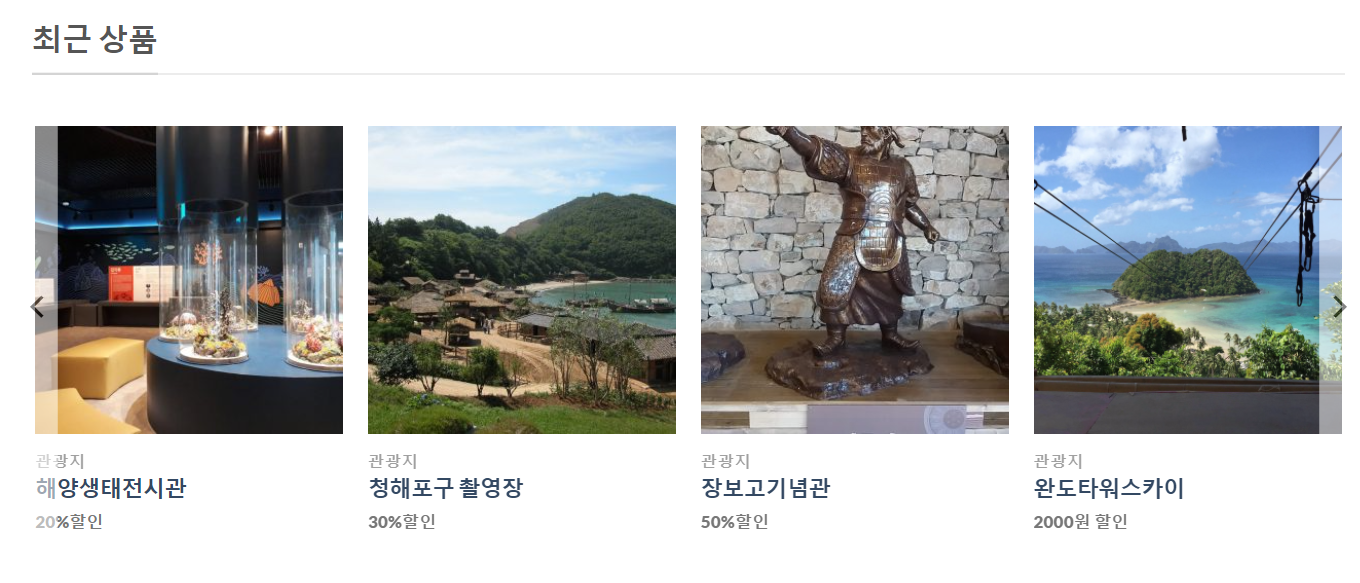 최근 상품
관광지
해양생태전시관
20%할인
관광지
청해포구 촬영장
30%할인
관광지
장보고기념관
50%할인
관광지
완도타워스카이
2000원 할인